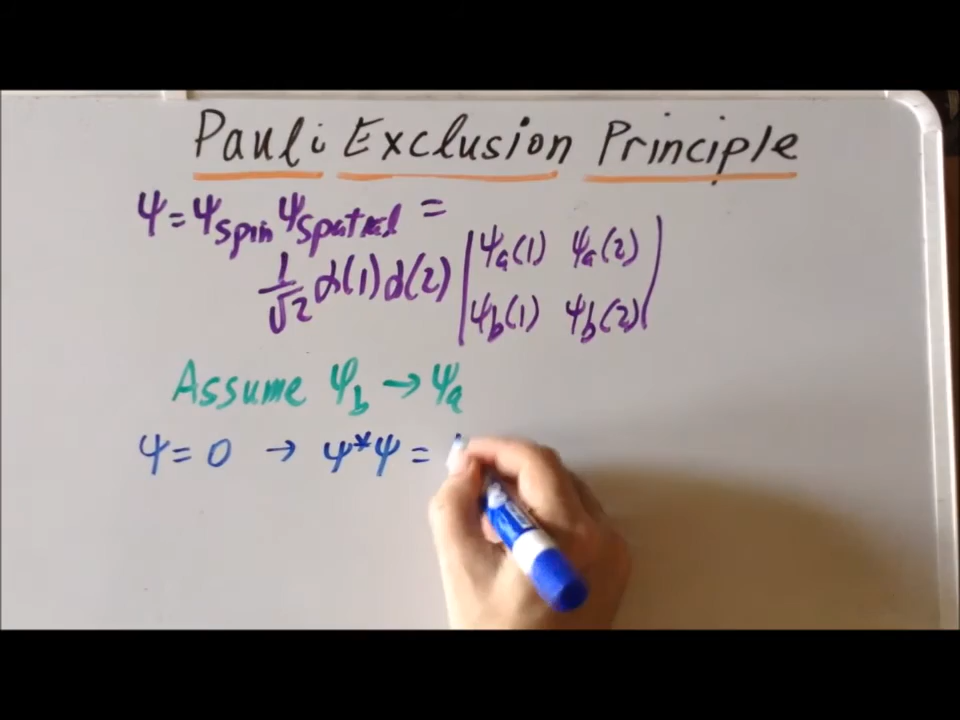 Pauli Exclusion Principle
Ψ = Ψspin Ψspatial =
1/√2 α(1)α(2) |ψa(1) ψa(2)|
|ψb(1) ψb(2)|
Assume ψb → ψa
Ψ = 0 → Ψ*Ψ =